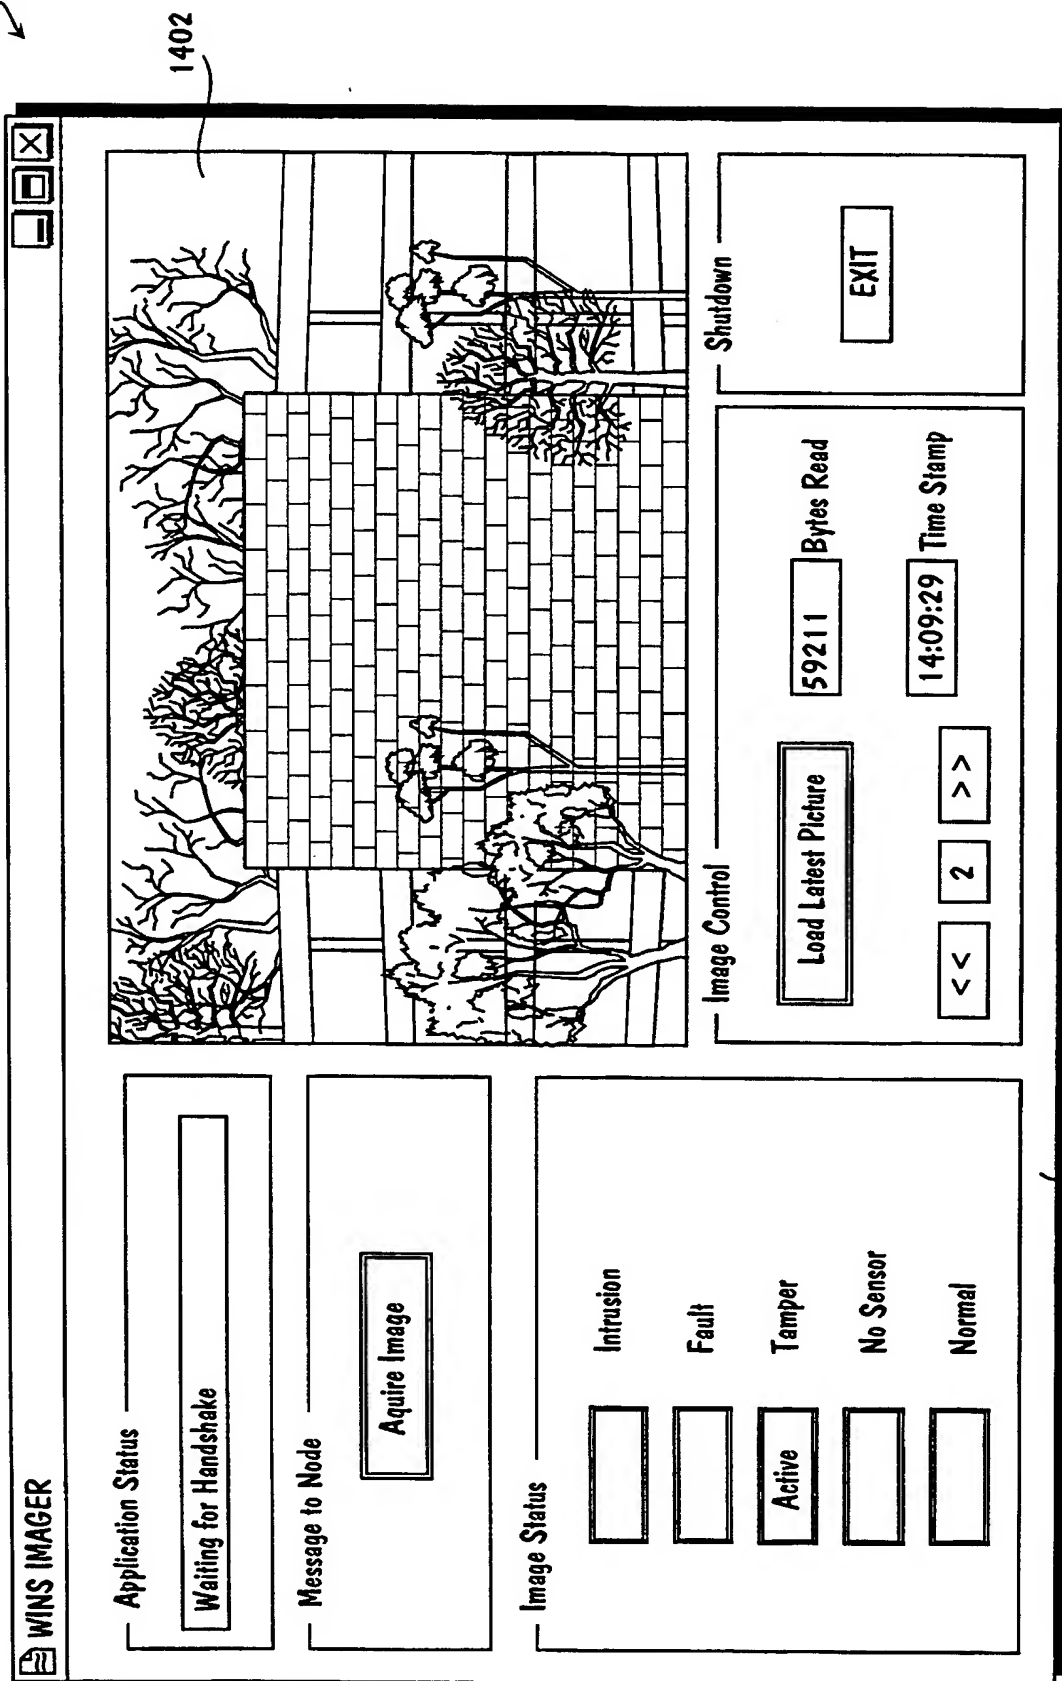 WINS IMAGER
1402
Application Status
Waiting for Handshake
Message to Node
Aquire Image
Image Status
Intrusion
Fault
Active Tamper
No Sensor
Normal
Image Control
Load Latest Picture
59211 Bytes Read
14:09:29 Time Stamp
<< 2 >>
Shutdown
EXIT